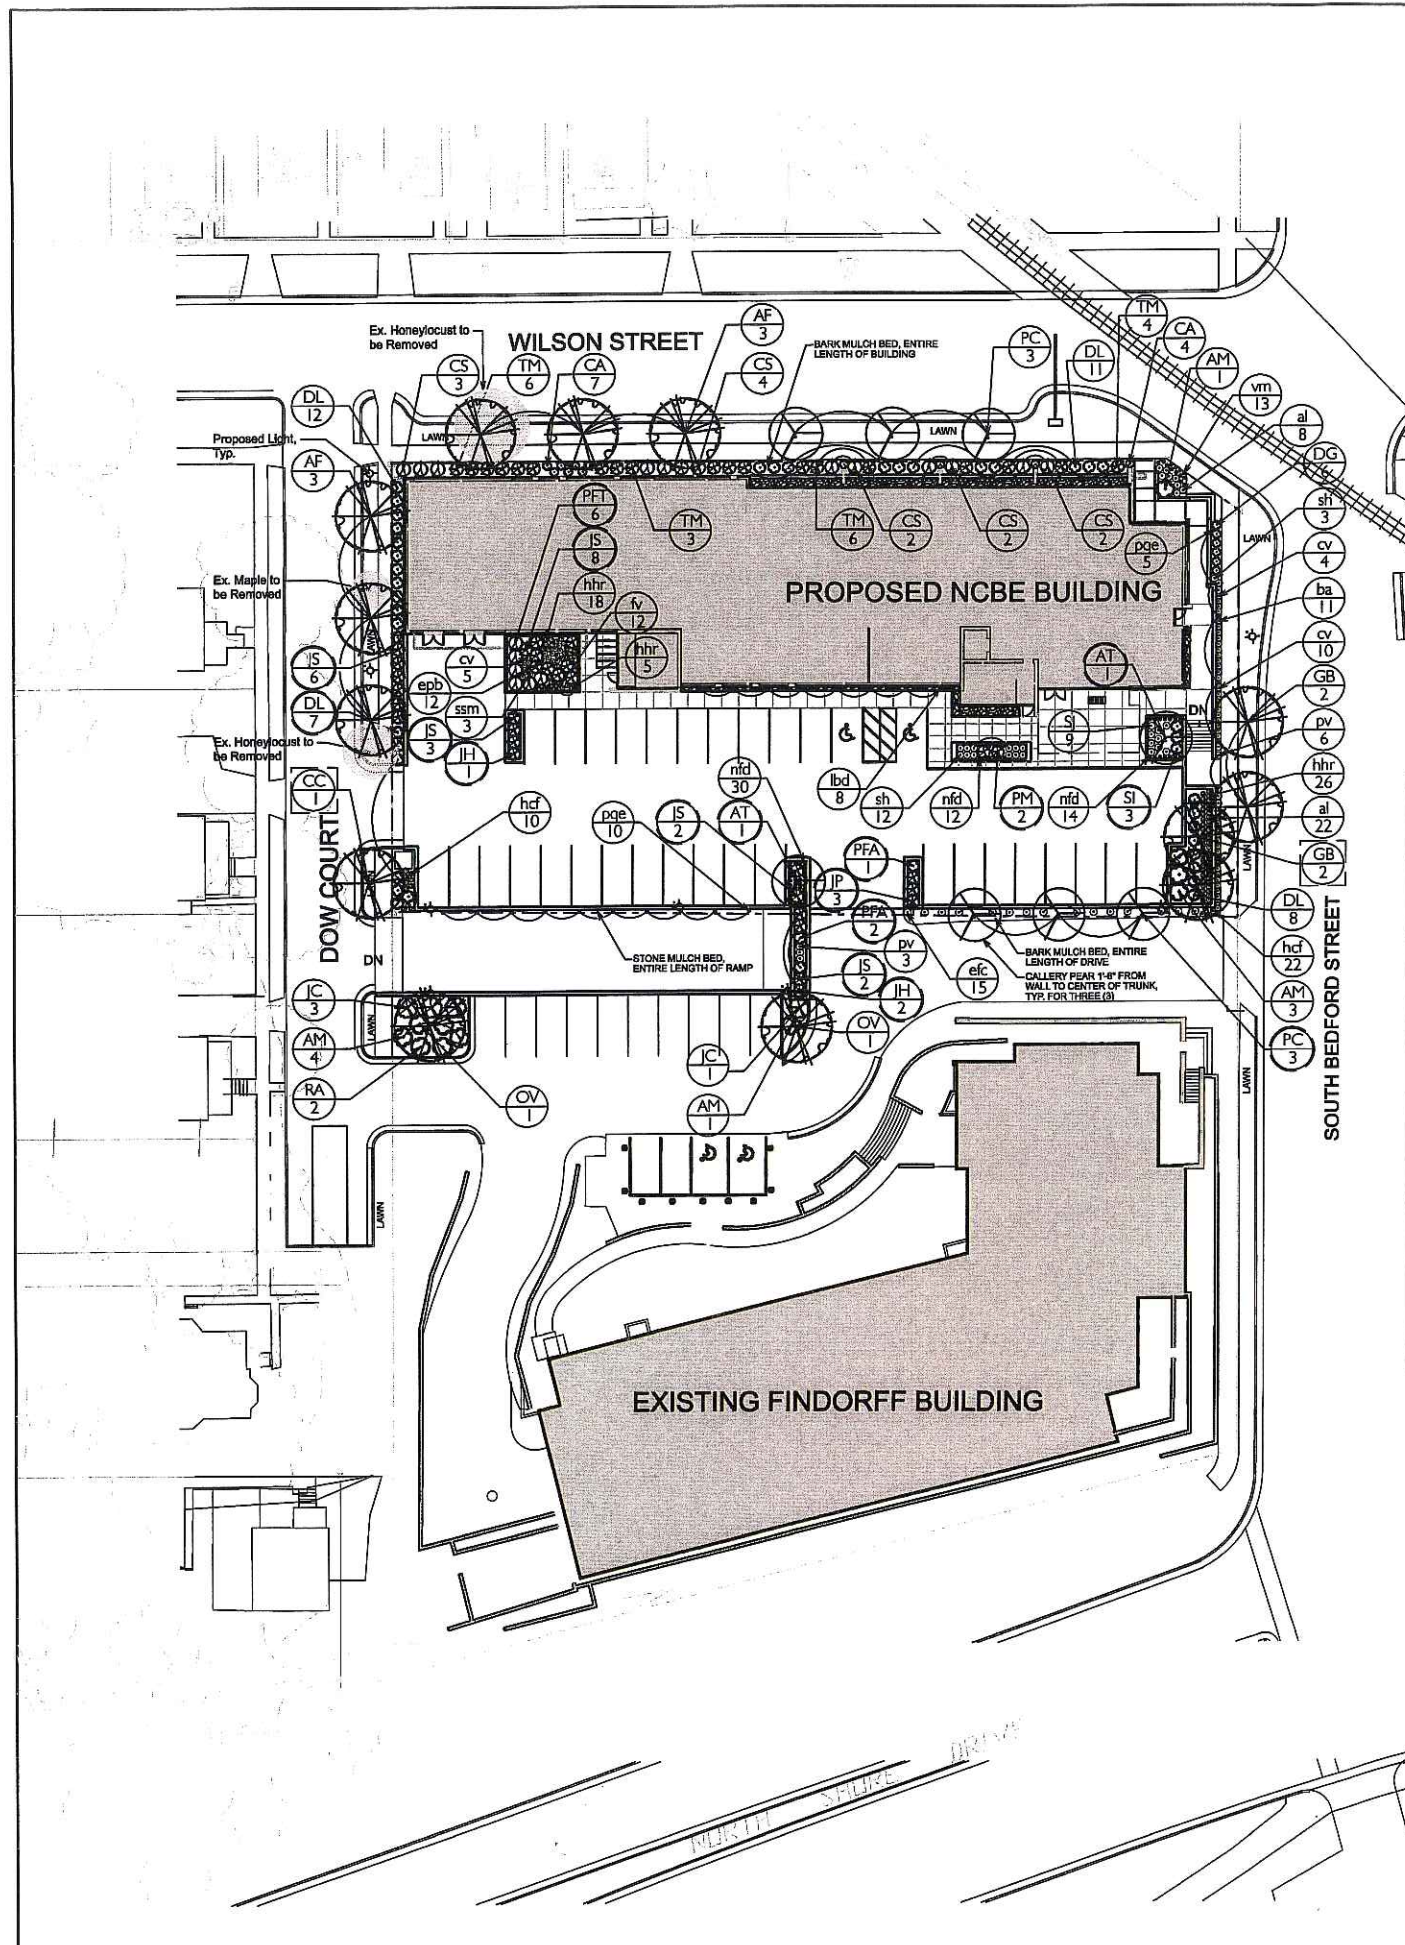 TM
4
AF
3
PC
3
CA
4
WILSON STREET
Ex. Honeylocust to
be Removed
BARK MULCH BED, ENTIRE
LENGTH OF BUILDING
DL
11
AM
1
CS
3
TM
6
CA
7
CS
4
vm
13
DL
12
al
8
LAWN
LAWN
Proposed Light,
Typ.
DG
6
AF
3
PFT
6
TM
3
TM
6
CS
2
CS
2
CS
2
sh
3
JS
8
pqe
5
LAWN
cv
4
Ex. Maple to
be Removed
hhr
18
PROPOSED NCBE BUILDING
ba
11
fv
12
LAWN
cv
10
JS
6
cv
5
hhr
5
AT
1
GB
2
epb
12
ssm
3
DL
7
SI
9
DN
pv
6
Ex. Honeylocust to
be Removed
JS
3
JH
1
hhr
26
CC
1
nfd
30
lbd
8
sh
12
nfd
12
PM
2
nfd
14
SI
3
hcf
10
pqe
10
JS
2
AT
1
al
22
PFA
1
GB
2
LAWN
LAWN
JP
3
DL
8
DOW COURT
PFA
2
SOUTH BEDFORD STREET
DN
STONE MULCH BED,
ENTIRE LENGTH OF RAMP
pv
3
BARK MULCH BED, ENTIRE
LENGTH OF DRIVE
hcf
22
JS
2
efc
15
CALLERY PEAR 1'-6" FROM
WALL TO CENTER OF TRUNK,
TYP. FOR THREE (3)
JC
3
JH
2
AM
3
LAWN
OV
1
AM
4
PC
3
JC
1
LAWN
RA
2
OV
1
AM
1
LAWN
EXISTING FINDORFF BUILDING
NORTH SHORE DRIVE